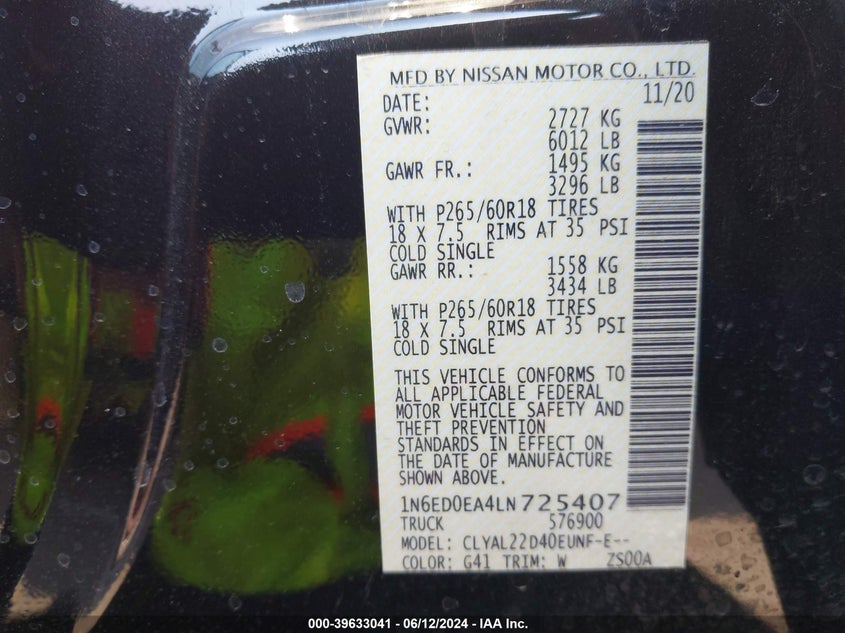 MFD BY NISSAN MOTOR CO., LTD.
DATE: 11/20
GVWR: 2727 KG
6012 LB
GAWR FR.: 1495 KG
3296 LB
WITH P265/60R18 TIRES
18 X 7.5 RIMS AT 35 PSI
COLD SINGLE
GAWR RR.: 1558 KG
3434 LB
WITH P265/60R18 TIRES
18 X 7.5 RIMS AT 35 PSI
COLD SINGLE
THIS VEHICLE CONFORMS TO
ALL APPLICABLE FEDERAL
MOTOR VEHICLE SAFETY AND
THEFT PREVENTION
STANDARDS IN EFFECT ON
THE DATE OF MANUFACTURE
SHOWN ABOVE.
1N6ED0EA4LN725407
TRUCK 576900
MODEL: CLYAL22D40EUNF-E--
COLOR: G41 TRIM: W ZS00A
000-39633041 - 06/12/2024 - IAA Inc.